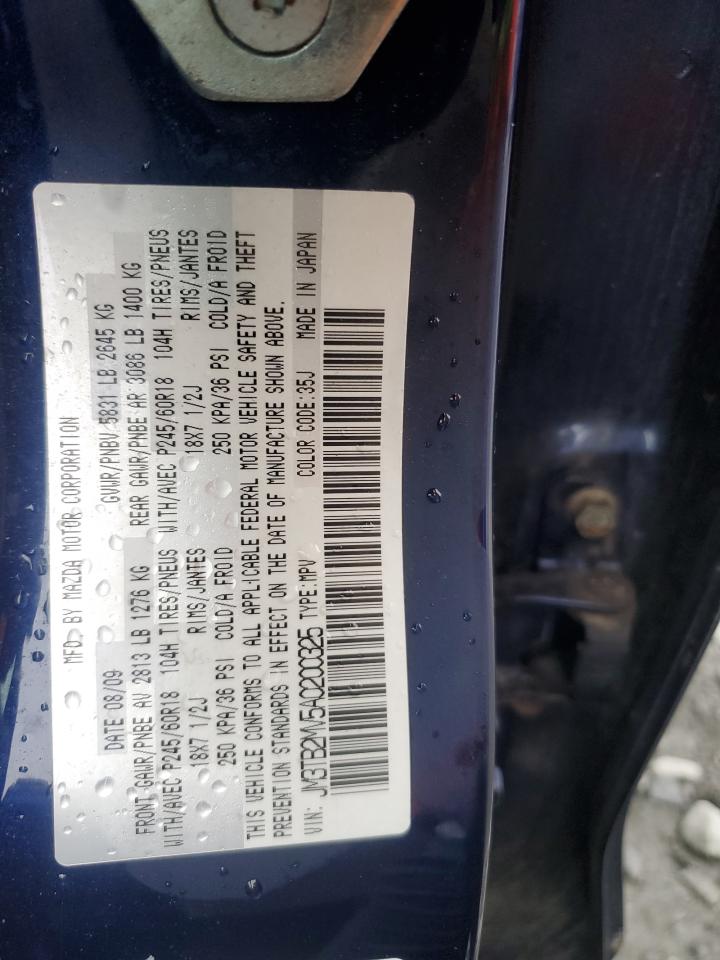 MFD.BY MAZDA MOTOR CORPORATION
DATE 08/09 GVWR/PNBV 5831 LB 2645 KG
FRONT GAWR/PNBE AV 2813 LB 1276 KG REAR GAWR/PNBE AR 3086 LB 1400 KG
WITH/AVEC P245/60R18 104H TIRES/PNEUS WITH/AVEC P245/60R18 104H TIRES/PNEUS
18X7 1/2J RIMS/JANTES 18X7 1/2J RIMS/JANTES
250 KPA/36 PSI COLD/A FROID 250 KPA/36 PSI COLD/A FROID
THIS VEHICLE CONFORMS TO ALL APPLICABLE FEDERAL MOTOR VEHICLE SAFETY AND THEFT
PREVENTION STANDARDS IN EFFECT ON THE DATE OF MANUFACTURE SHOWN ABOVE.
VIN: JM3TB2MV5A0200325 TYPE:MPV COLOR CODE:35J MADE IN JAPAN